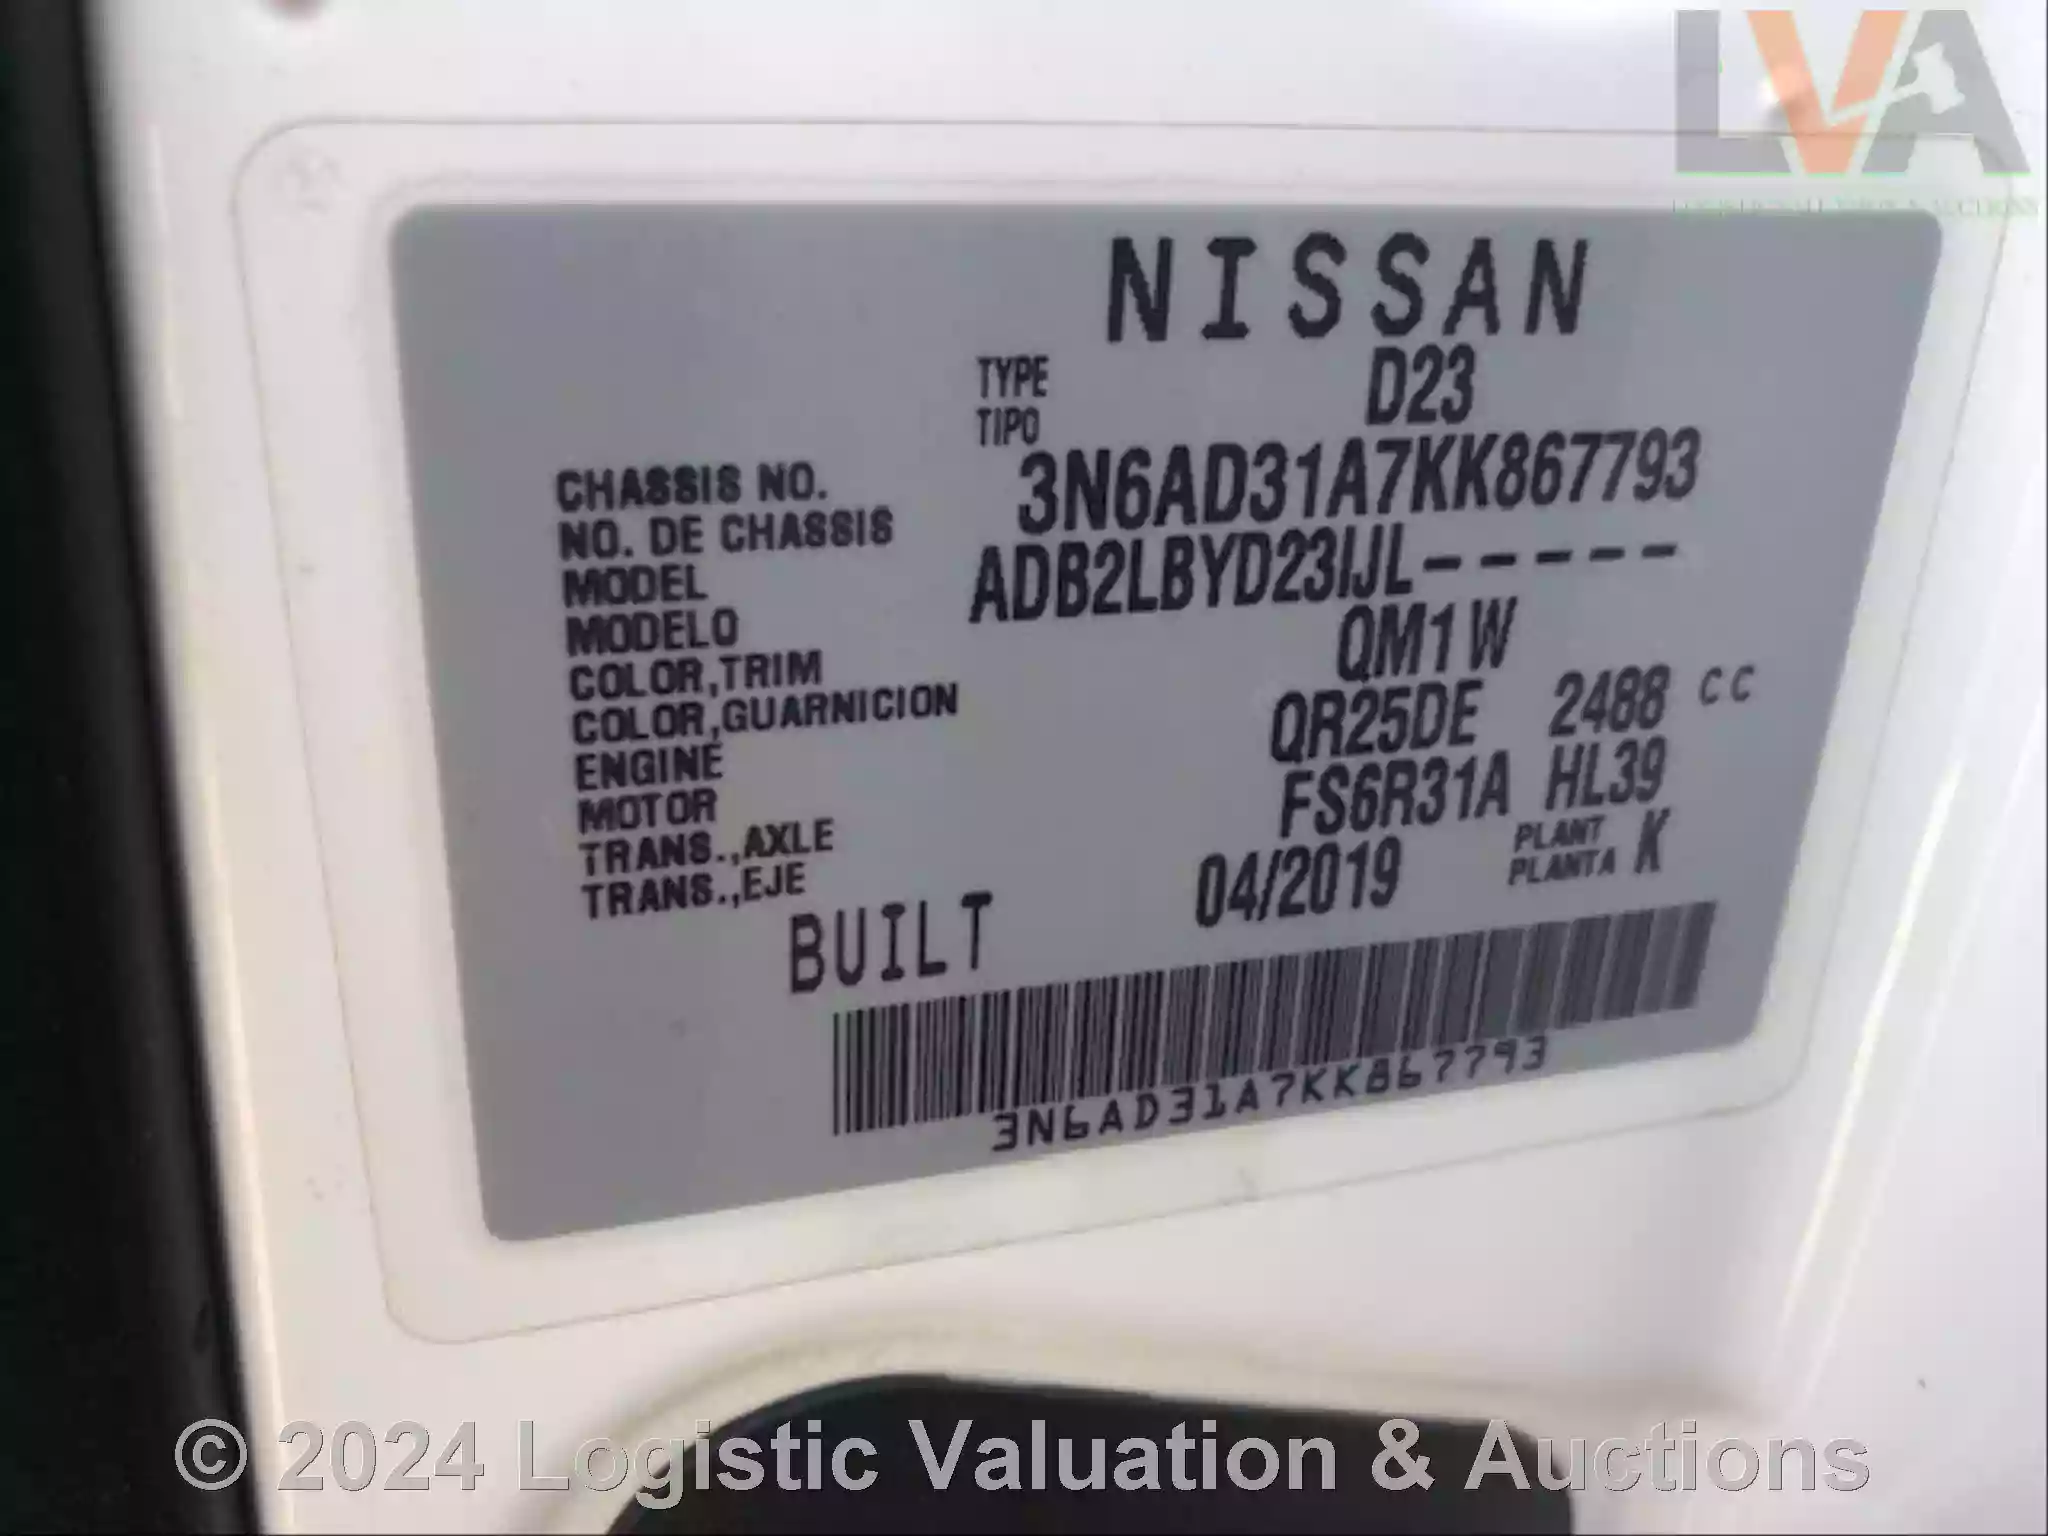 LVA
NISSAN
TYPE
TIPO
D23
CHASSIS NO.
NO. DE CHASSIS
3N6AD31A7KK867793
MODEL
MODELO
ADB2LBYD23IJL-----
COLOR,TRIM
COLOR,GUARNICION
QM1 W
ENGINE
MOTOR
QR25DE 2488 CC
TRANS.,AXLE
TRANS.,EJE
FS6R31A HL39
BUILT 04/2019
PLANT
PLANTA
K
3N6AD31A7KK867793
© 2024 Logistic Valuation & Auctions